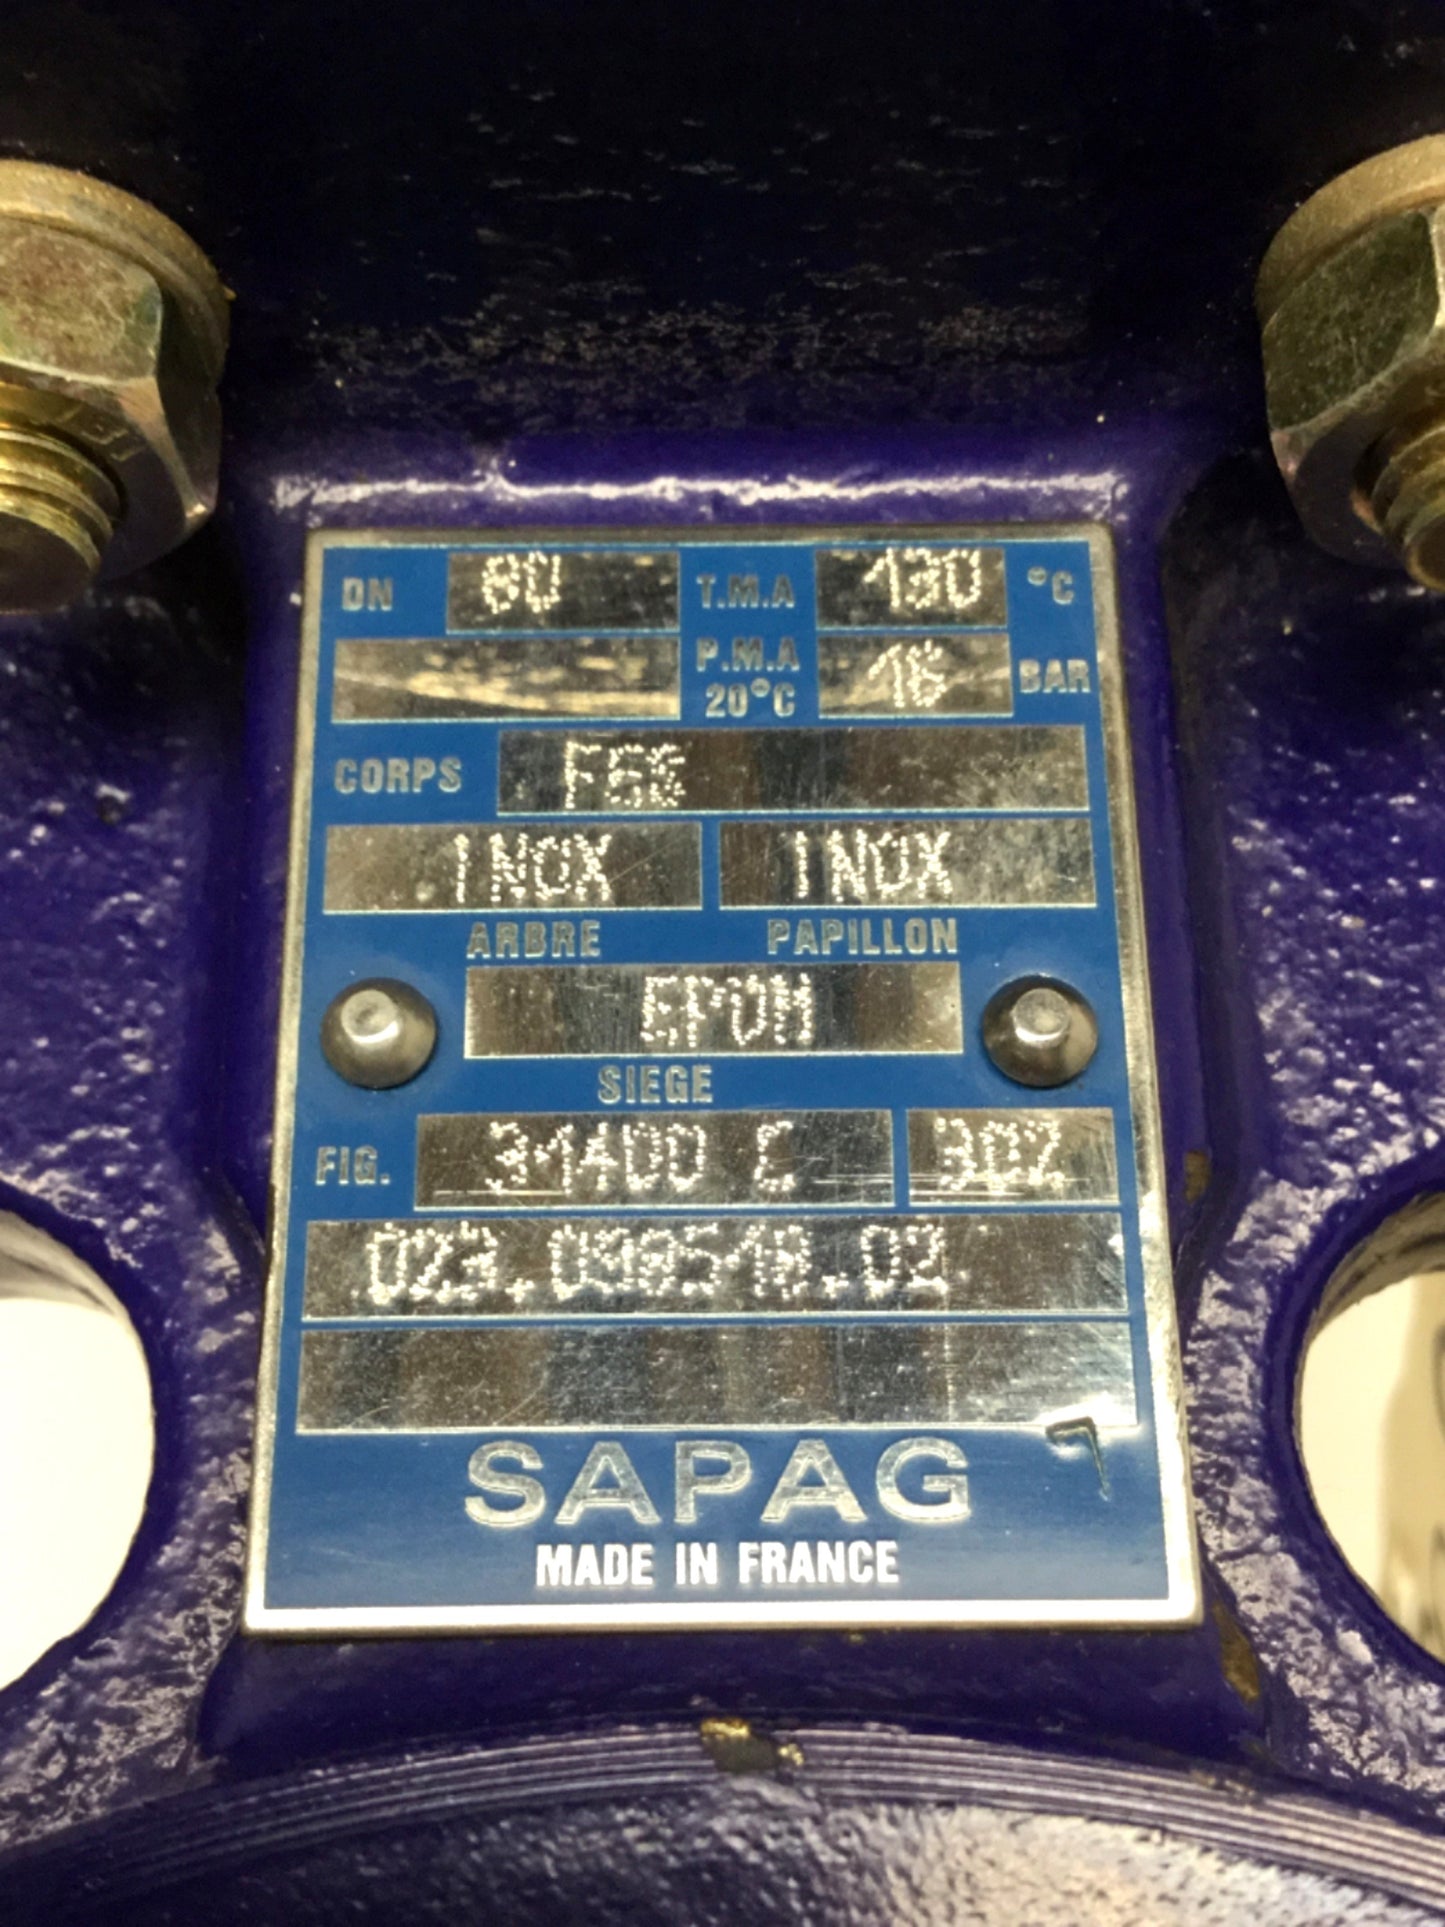 DN 80 T.M.A 130 °C
P.M.A 20°C 16 BAR
CORPS FGS
INOX INOX
ARBRE PAPILLON
EPDM
SIEGE
FIG. 31400 C 302
SAPAG
MADE IN FRANCE